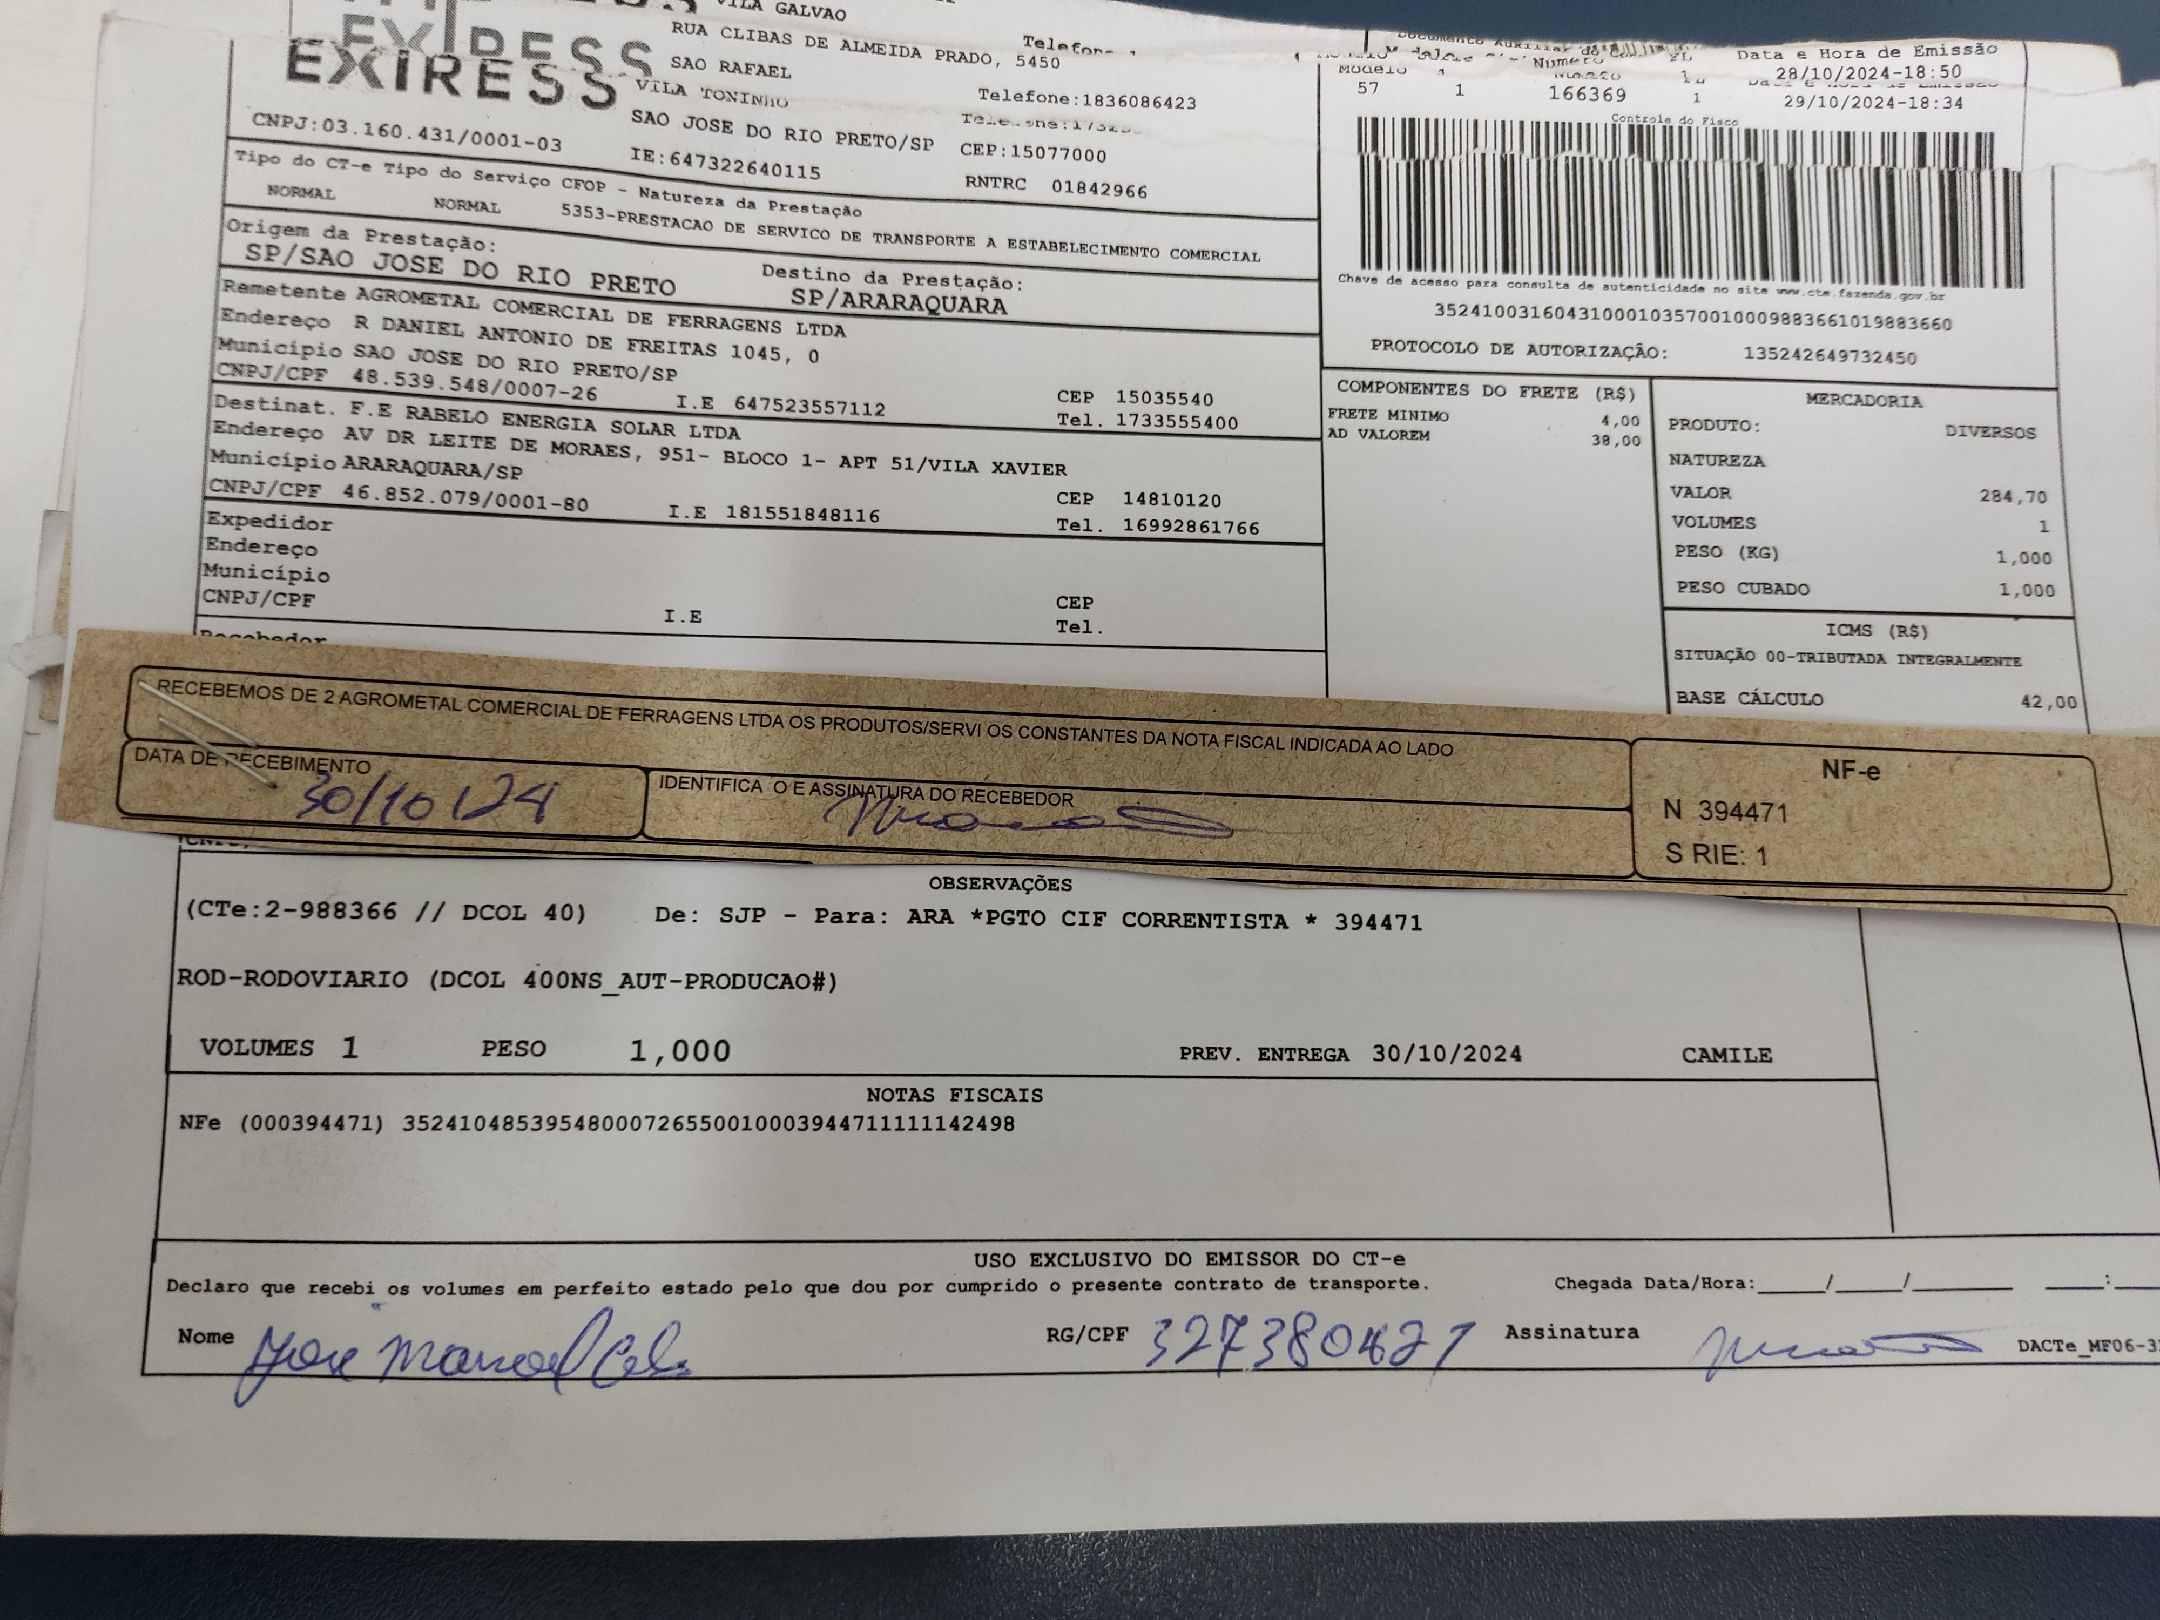 VILA GALVAO
RUA CLIBAS DE ALMEIDA PRADO, 5450
EXPRESS
SAO RAFAEL
Telefone:1836086423
VILA TONINHO
SAO JOSE DO RIO PRETO/SP CEP:15077000
CNPJ:03.160.431/0001-03 IE:647322640115 RNTRC 01842966
Data e Hora de Emissão
28/10/2024-18:50
Modelo
57 1 166369 1 29/10/2024-18:34
Controle do Fisco
Tipo do CT-e Tipo do Serviço CFOP - Natureza da Prestação
NORMAL NORMAL 5353-PRESTACAO DE SERVICO DE TRANSPORTE A ESTABELECIMENTO COMERCIAL
Origem da Prestação: Destino da Prestação:
SP/SAO JOSE DO RIO PRETO SP/ARARAQUARA
Chave de acesso para consulta de autenticidade no site www.cte.fazenda.gov.br
35241003160431000103570010009883661019883660
PROTOCOLO DE AUTORIZAÇÃO: 135242649732450
Remetente AGROMETAL COMERCIAL DE FERRAGENS LTDA
Endereço R DANIEL ANTONIO DE FREITAS 1045, 0
Município SAO JOSE DO RIO PRETO/SP CEP 15035540
CNPJ/CPF 48.539.548/0007-26 I.E 647523557112 Tel. 1733555400
Destinat. F.E RABELO ENERGIA SOLAR LTDA
Endereço AV DR LEITE DE MORAES, 951- BLOCO 1- APT 51/VILA XAVIER
Município ARARAQUARA/SP CEP 14810120
CNPJ/CPF 46.852.079/0001-80 I.E 181551848116 Tel. 16992861766
Expedidor
Endereço
Município CEP
CNPJ/CPF I.E Tel.
Recebedor
COMPONENTES DO FRETE (R$)
FRETE MINIMO 4,00
AD VALOREM 38,00
MERCADORIA
PRODUTO: DIVERSOS
NATUREZA
VALOR 284,70
VOLUMES 1
PESO (KG) 1,000
PESO CUBADO 1,000
ICMS (R$)
SITUAÇÃO 00-TRIBUTADA INTEGRALMENTE
BASE CÁLCULO 42,00
RECEBEMOS DE 2 AGROMETAL COMERCIAL DE FERRAGENS LTDA OS PRODUTOS/SERVI OS CONSTANTES DA NOTA FISCAL INDICADA AO LADO
DATA DE RECEBIMENTO
30/10/24
IDENTIFICA O E ASSINATURA DO RECEBEDOR
NF-e
N 394471
S RIE: 1
OBSERVAÇÕES
(CTe:2-988366 // DCOL 40) De: SJP - Para: ARA *PGTO CIF CORRENTISTA * 394471
ROD-RODOVIARIO (DCOL 400NS_AUT-PRODUCAO#)
VOLUMES 1 PESO 1,000 PREV. ENTREGA 30/10/2024 CAMILE
NOTAS FISCAIS
NFe (000394471) 35241048539548000726550010003944711111142498
USO EXCLUSIVO DO EMISSOR DO CT-e
Declaro que recebi os volumes em perfeito estado pelo que dou por cumprido o presente contrato de transporte. Chegada Data/Hora:_____/_____/________ ____:
Nome Jose Manoel RG/CPF Assinatura DACTe_MF06-3